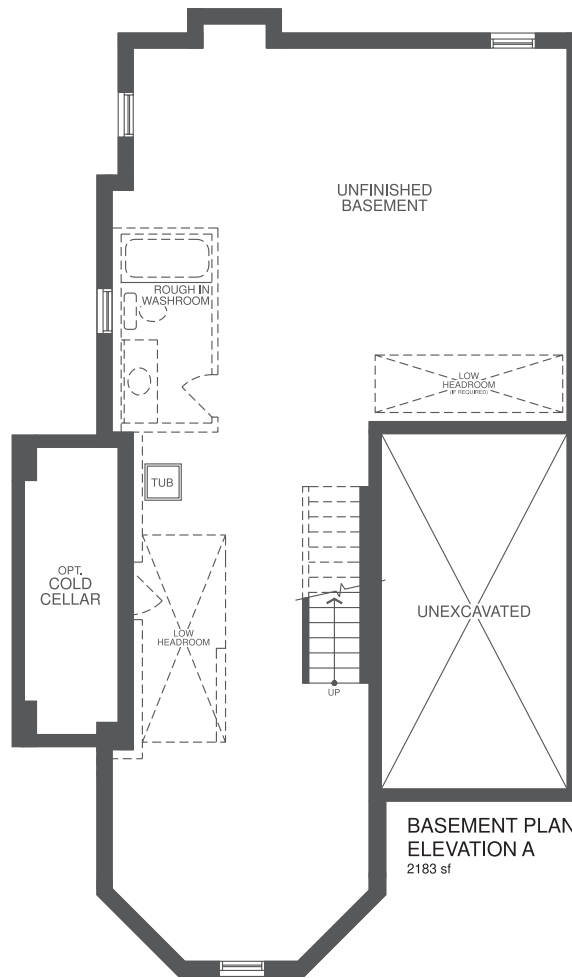 UNFINISHED
BASEMENT
ROUGH IN
WASHROOM
LOW
HEADROOM
(IF REQUIRED)
TUB
OPT.
COLD
CELLAR
LOW
HEADROOM
UNEXCAVATED
UP
BASEMENT PLAN
ELEVATION A
2183 sf